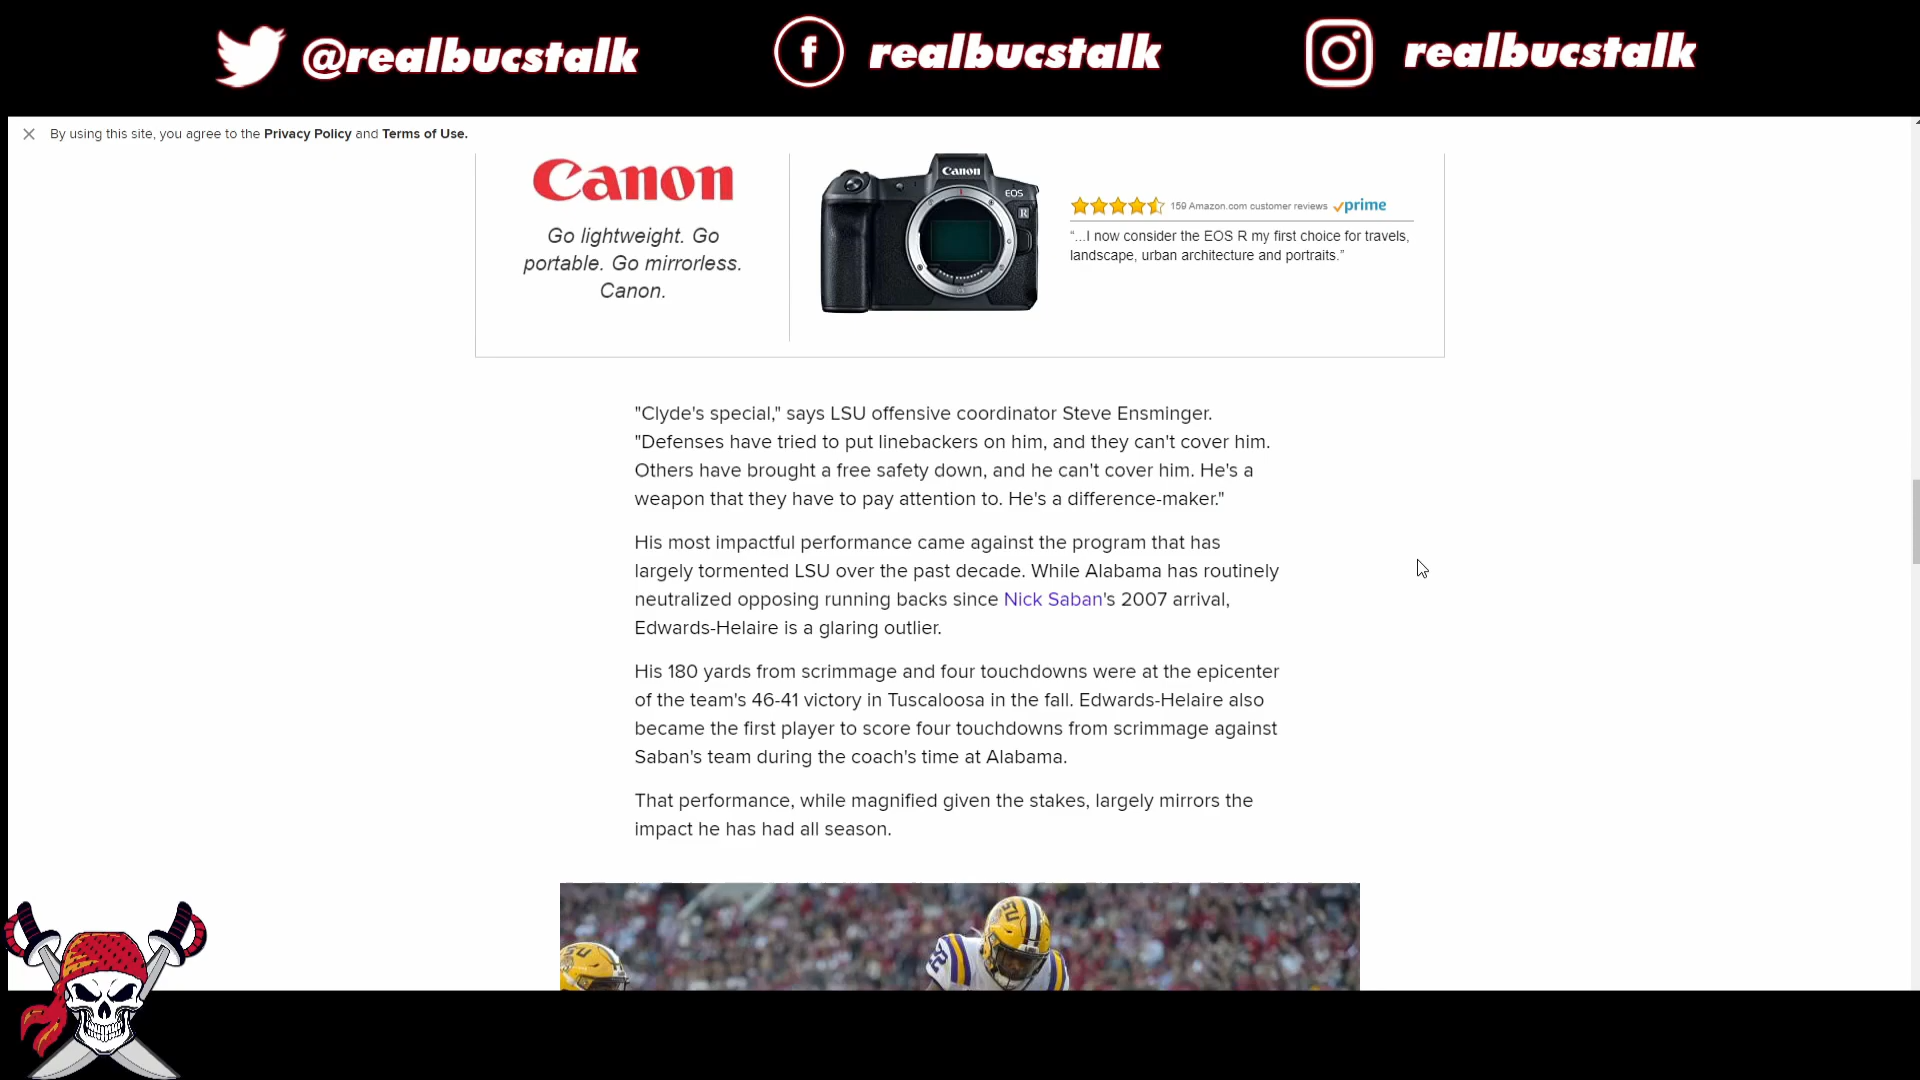 @realbucstalk
realbucstalk
realbucstalk
By using this site, you agree to the Privacy Policy and Terms of Use.
Canon
Go lightweight. Go
portable. Go mirrorless.
Canon.
Canon
EOS
R
159 Amazon.com customer reviews prime
“...I now consider the EOS R my first choice for travels,
landscape, urban architecture and portraits.”
"Clyde's special," says LSU offensive coordinator Steve Ensminger.
"Defenses have tried to put linebackers on him, and they can't cover him.
Others have brought a free safety down, and he can't cover him. He's a
weapon that they have to pay attention to. He's a difference-maker."
His most impactful performance came against the program that has
largely tormented LSU over the past decade. While Alabama has routinely
neutralized opposing running backs since Nick Saban's 2007 arrival,
Edwards-Helaire is a glaring outlier.
His 180 yards from scrimmage and four touchdowns were at the epicenter
of the team's 46-41 victory in Tuscaloosa in the fall. Edwards-Helaire also
became the first player to score four touchdowns from scrimmage against
Saban's team during the coach's time at Alabama.
That performance, while magnified given the stakes, largely mirrors the
impact he has had all season.
LSU
22